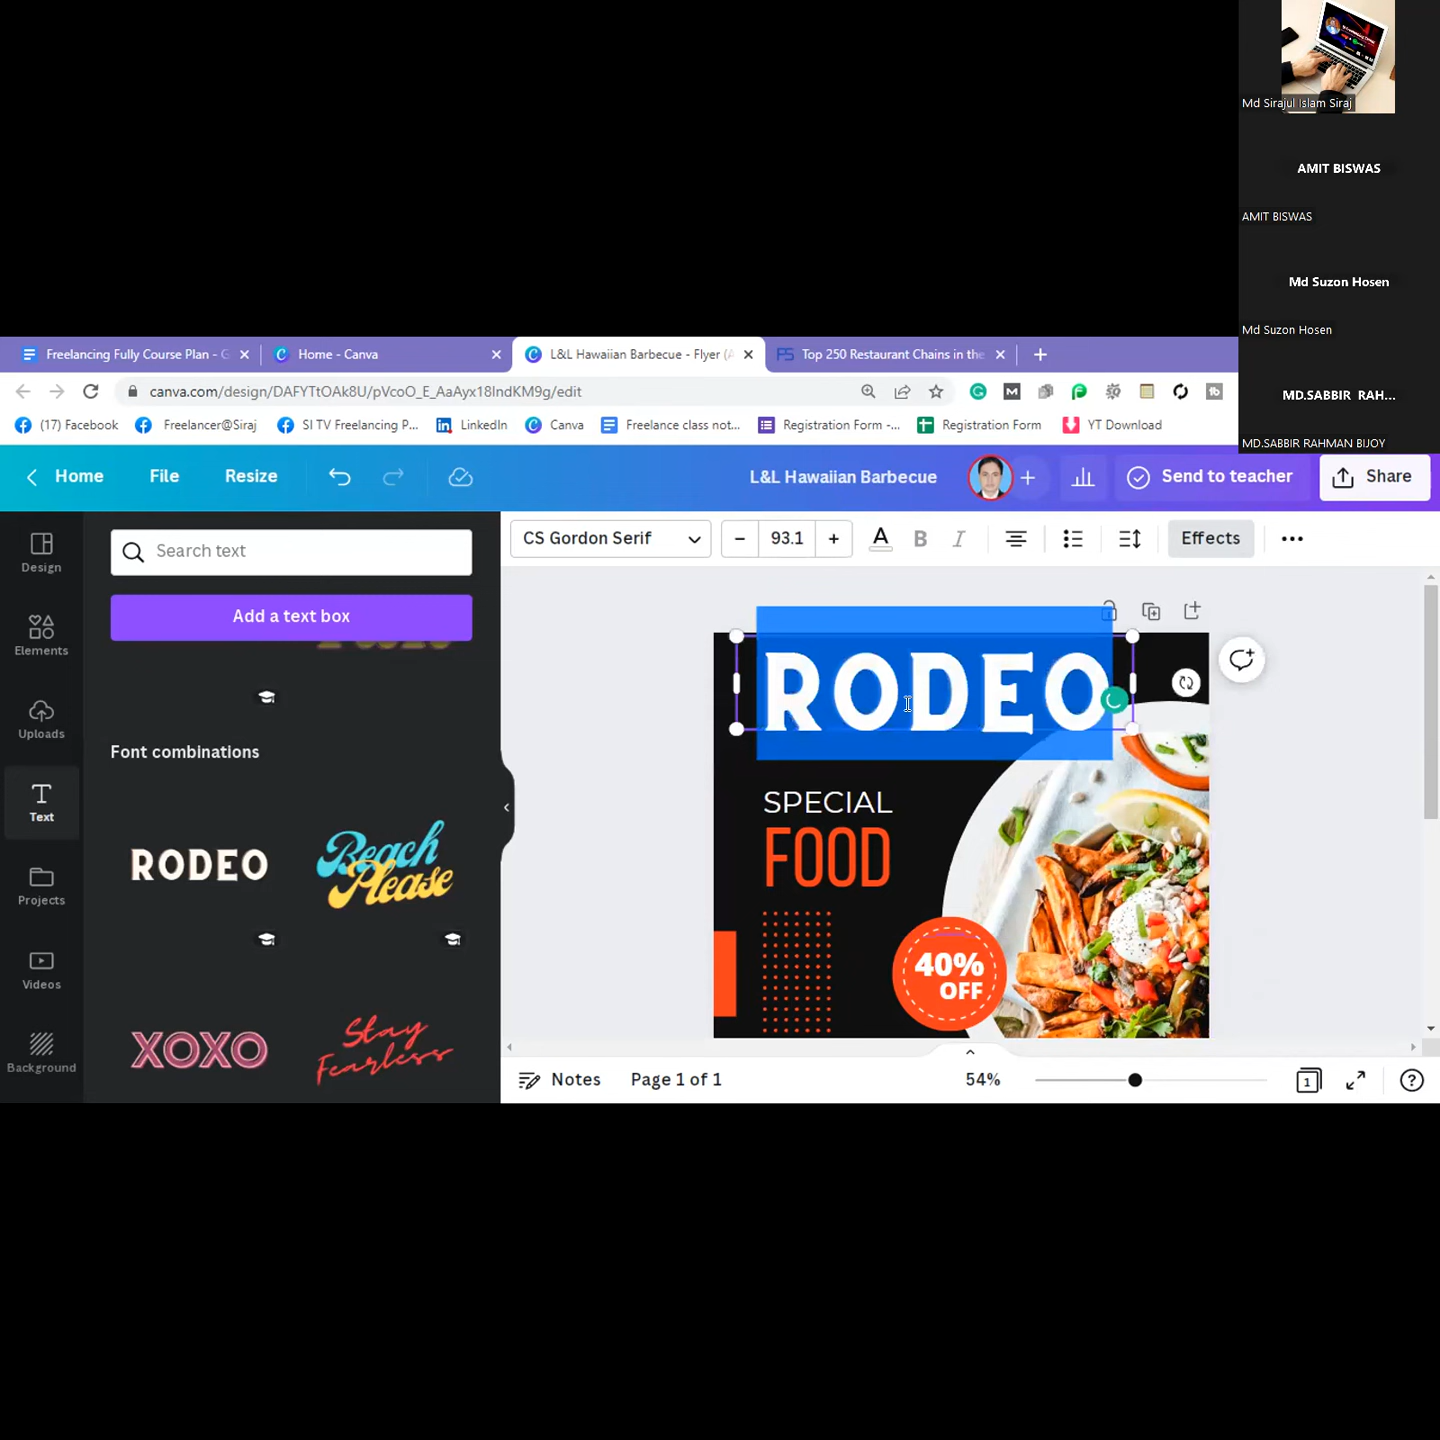 Md Sirajul Islam Siraj
AMIT BISWAS
AMIT BISWAS
Md Suzon Hosen
Md Suzon Hosen
MD.SABBIR RAH...
MD.SABBIR RAHMAN BIJOY
Freelancing Fully Course Plan - G
Home - Canva
L&L Hawaiian Barbecue - Flyer (A
Top 250 Restaurant Chains in the
canva.com/design/DAFYTtOAk8U/pVcoO_E_AaAyx18IndKM9g/edit
(17) Facebook
Freelancer@Siraj
SI TV Freelancing P...
LinkedIn
Canva
Freelance class not...
Registration Form -...
Registration Form
YT Download
Home
File
Resize
L&L Hawaiian Barbecue
Send to teacher
Share
Design
Elements
Uploads
Text
Projects
Videos
Background
Search text
Add a text box
Font combinations
RODEO
Beach
Please
XOXO
Stay
Fearless
CS Gordon Serif
93.1
A
B
I
Effects
RODEO
SPECIAL
FOOD
40%
OFF
Notes
Page 1 of 1
54%
1